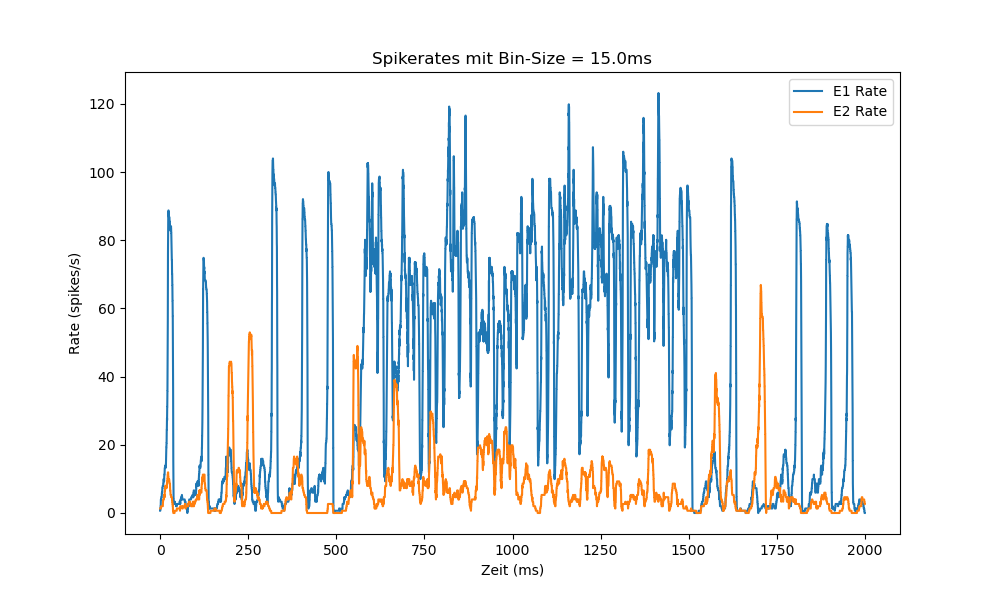 Spikerates mit Bin-Size = 15.0ms
E1 Rate
E2 Rate
Rate (spikes/s)
120
100
80
60
40
20
0
0 250 500 750 1000 1250 1500 1750 2000
Zeit (ms)